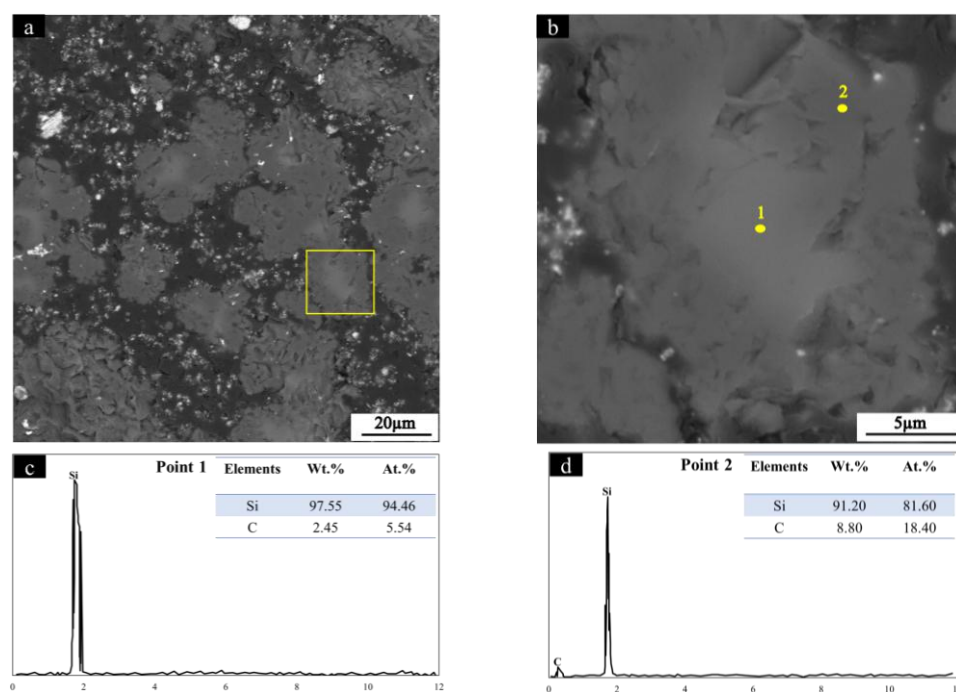 a
b
2
1
20μm
5μm
c
Point 1
Elements Wt.% At.%
Si
Si 97.55 94.46
C 2.45 5.54
0 2 4 6 8 10 12
d
Point 2
Elements Wt.% At.%
Si
Si 91.20 81.60
C 8.80 18.40
C
0 2 4 6 8 10